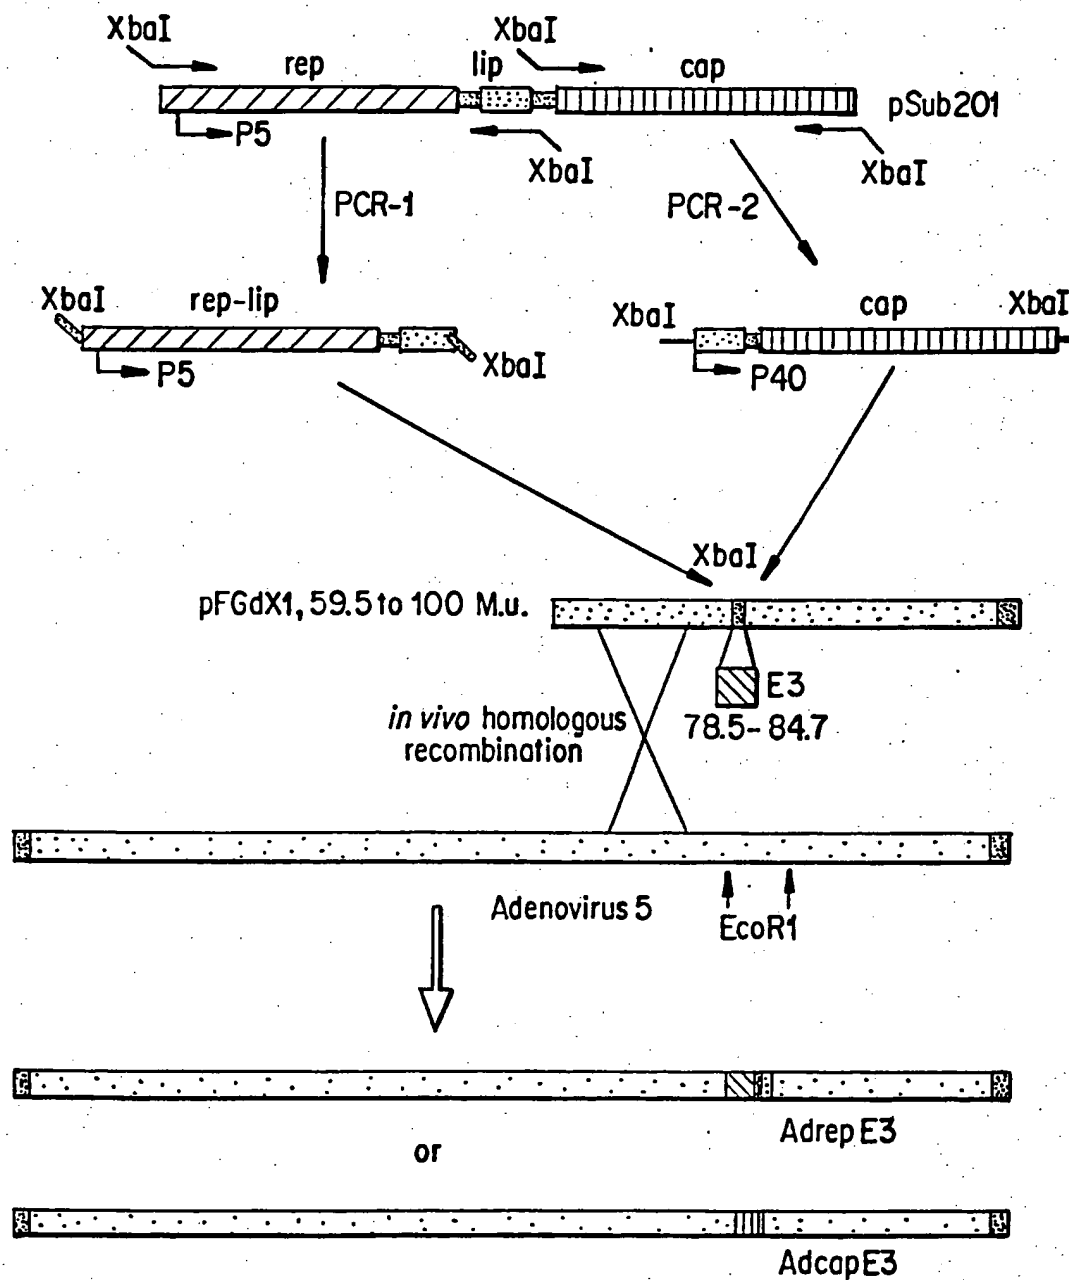 XbaI
XbaI
rep
lip
cap
pSub201
P5
XbaI
XbaI
PCR-1
PCR-2
XbaI
rep-lip
XbaI
cap
XbaI
P5
XbaI
P40
XbaI
pFGdX1, 59.5 to 100 M.u.
E3
78.5-84.7
in vivo homologous
recombination
Adenovirus 5
EcoR1
Adrep E3
or
Adcap E3